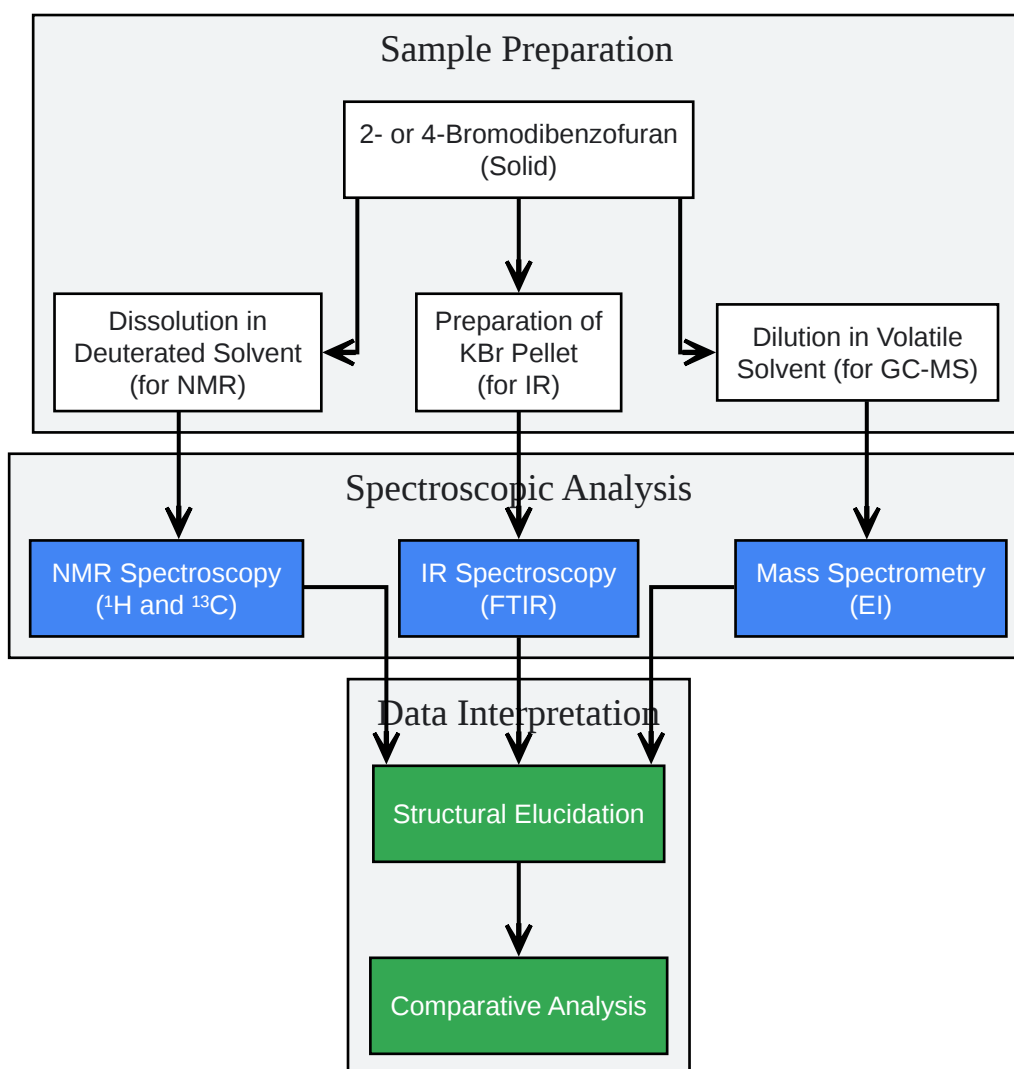 Sample Preparation
2- or 4-Bromodibenzofuran
(Solid)
Dissolution in
Deuterated Solvent
(for NMR)
Preparation of
KBr Pellet
(for IR)
Dilution in Volatile
Solvent (for GC-MS)
Spectroscopic Analysis
NMR Spectroscopy
(¹H and ¹³C)
IR Spectroscopy
(FTIR)
Mass Spectrometry
(EI)
Data Interpretation
Structural Elucidation
Comparative Analysis